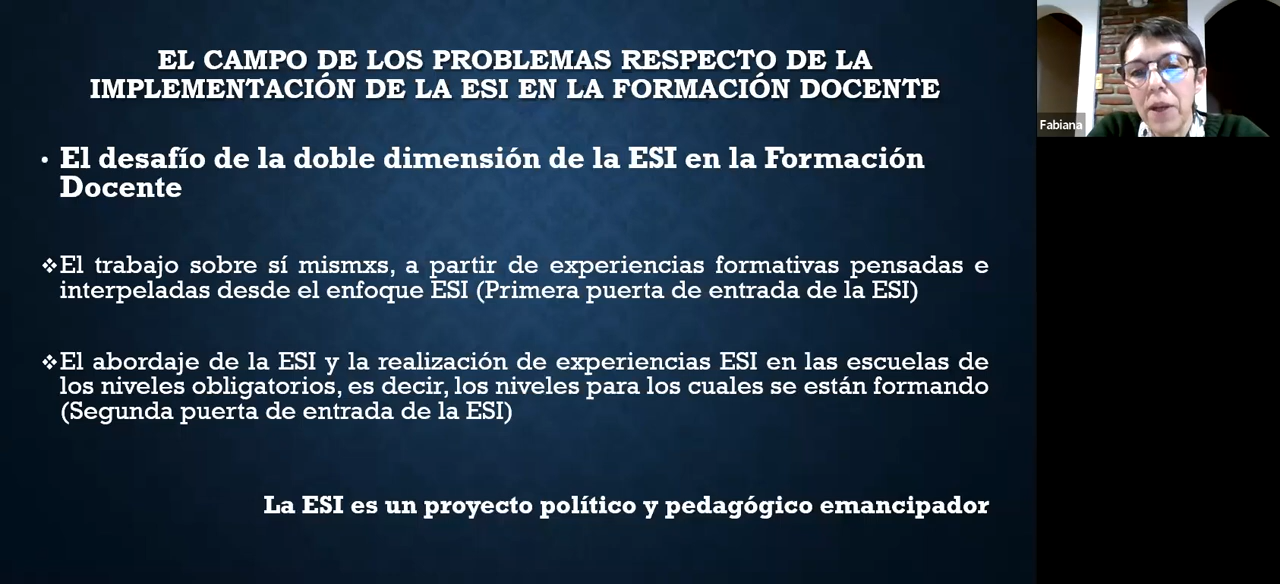 EL CAMPO DE LOS PROBLEMAS RESPECTO DE LA
IMPLEMENTACIÓN DE LA ESI EN LA FORMACIÓN DOCENTE
• El desafío de la doble dimensión de la ESI en la Formación
Docente
❖El trabajo sobre sí mismxs, a partir de experiencias formativas pensadas e
interpeladas desde el enfoque ESI (Primera puerta de entrada de la ESI)
❖El abordaje de la ESI y la realización de experiencias ESI en las escuelas de
los niveles obligatorios, es decir, los niveles para los cuales se están formando
(Segunda puerta de entrada de la ESI)
La ESI es un proyecto político y pedagógico emancipador
Fabiana